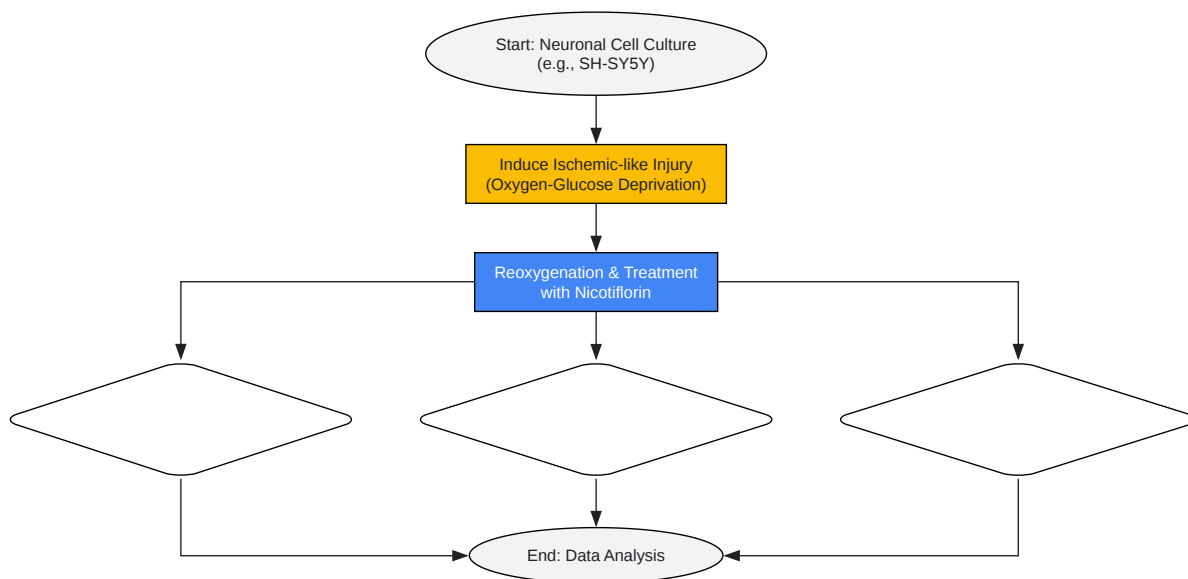 Start: Neuronal Cell Culture
(e.g., SH-SY5Y)
Induce Ischemic-like Injury
(Oxygen-Glucose Deprivation)
Reoxygenation & Treatment
with Nicotiflorin
End: Data Analysis